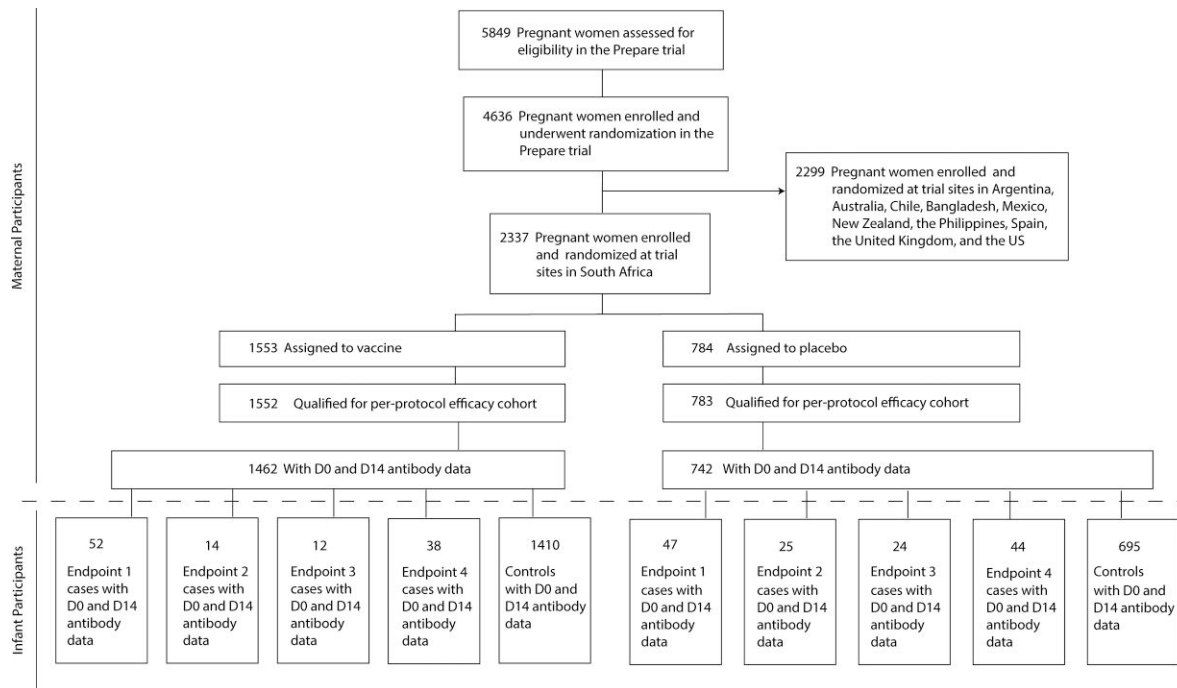 5849 Pregnant women assessed for
eligibility in the Prepare trial
4636 Pregnant women enrolled and
underwent randomization in the
Prepare trial
2299 Pregnant women enrolled and
randomized at trial sites in Argentina,
Australia, Chile, Bangladesh, Mexico,
New Zealand, the Philippines, Spain,
the United Kingdom, and the US
2337 Pregnant women enrolled
and randomized at trial
sites in South Africa
1553 Assigned to vaccine
784 Assigned to placebo
1552 Qualified for per-protocol efficacy cohort
783 Qualified for per-protocol efficacy cohort
1462 With D0 and D14 antibody data
742 With D0 and D14 antibody data
Maternal Participants
52
Endpoint 1
cases with
D0 and D14
antibody
data
14
Endpoint 2
cases with
D0 and D14
antibody
data
12
Endpoint 3
cases with
D0 and D14
antibody
data
38
Endpoint 4
cases with
D0 and D14
antibody
data
1410
Controls
with D0 and
D14 antibody
data
47
Endpoint 1
cases with
D0 and D14
antibody
data
25
Endpoint 2
cases with
D0 and D14
antibody
data
24
Endpoint 3
cases with
D0 and D14
antibody
data
44
Endpoint 4
cases with
D0 and D14
antibody
data
695
Controls
with D0 and
D14 antibody
data
Infant Participants